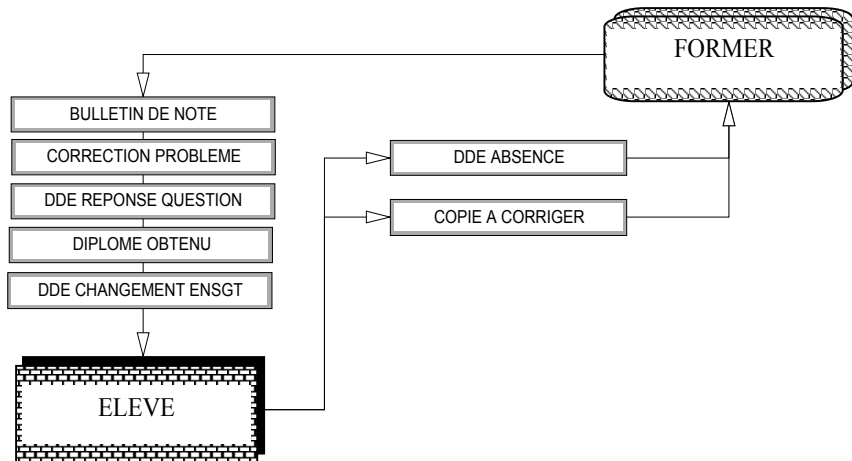 FORMER
BULLETIN DE NOTE
CORRECTION PROBLEME
DDE REPONSE QUESTION
DIPLOME OBTENU
DDE CHANGEMENT ENSGT
DDE ABSENCE
COPIE A CORRIGER
ELEVE